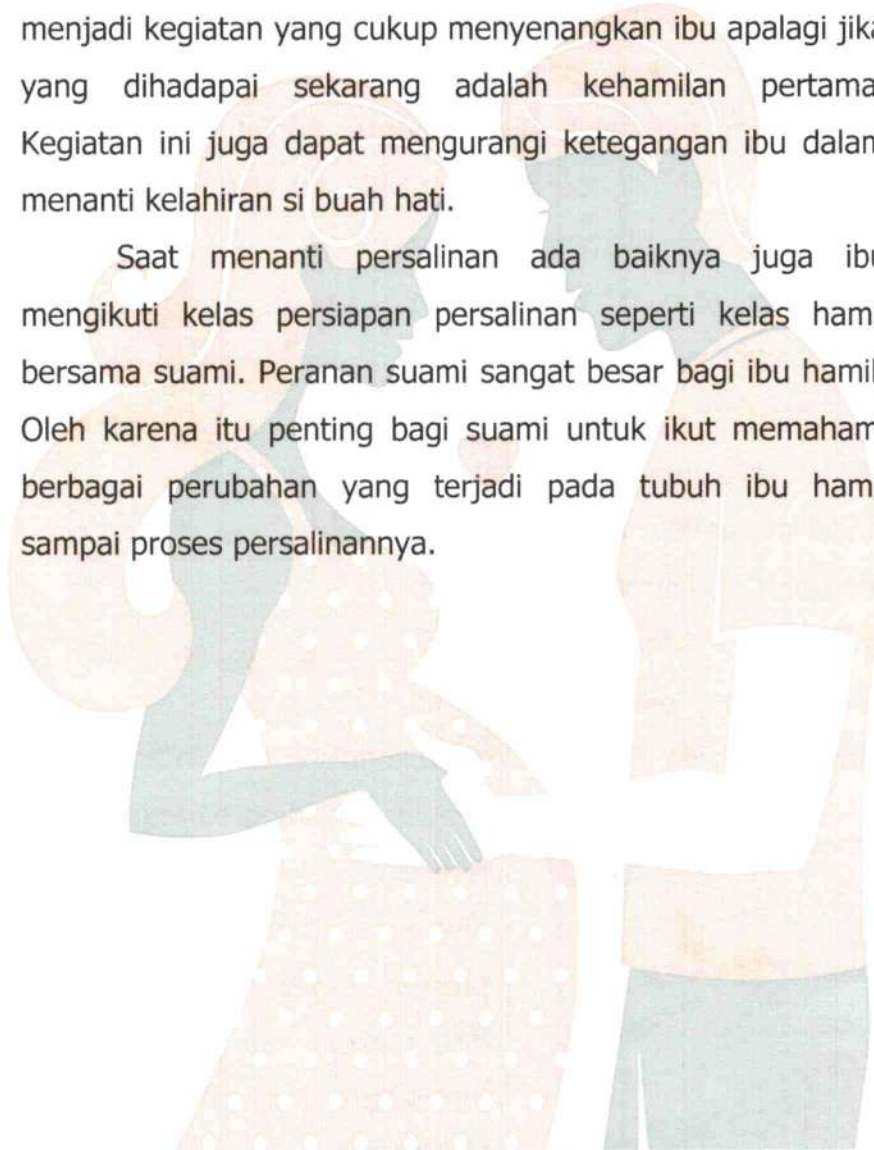 menjadi kegiatan yang cukup menyenangkan ibu apalagi jika
yang dihadapai sekarang adalah kehamilan pertama
Kegiatan ini juga dapat mengurangi ketegangan ibu dalam
menanti kelahiran si buah hati.
Saat menanti persalinan ada baiknya juga ibu
mengikuti kelas persiapan persalinan seperti kelas hami
bersama suami. Peranan suami sangat besar bagi ibu hamil
Oleh karena itu penting bagi suami untuk ikut memaham
berbagai perubahan yang terjadi pada tubuh ibu hami
sampai proses persalinannya.